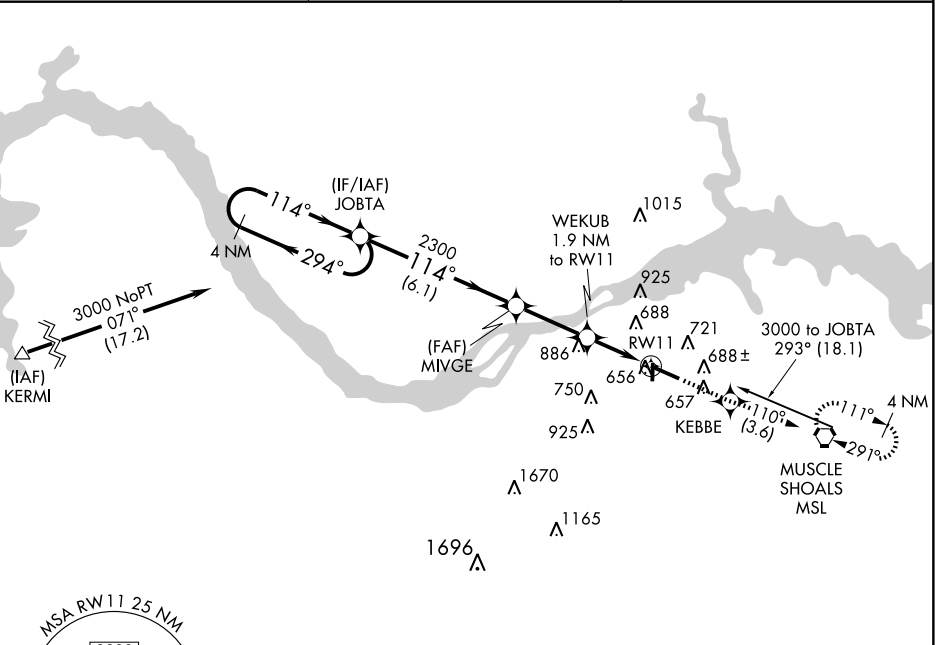 (IF/IAF)
JOBTA
114°
294°
4 NM
2300
114°
(6.1)
WEKUB
1.9 NM
to RW11
1015
925
688
RW11
721
688±
656
657
886
750
925
3000 NoPT
071°
(17.2)
(IAF)
KERMI
(FAF)
MIVGE
3000 to JOBTA
293° (18.1)
KEBBE
110°
(3.6)
111°
4 NM
291°
MUSCLE
SHOALS
MSL
1670
1165
1696
MSA RW11 25 NM